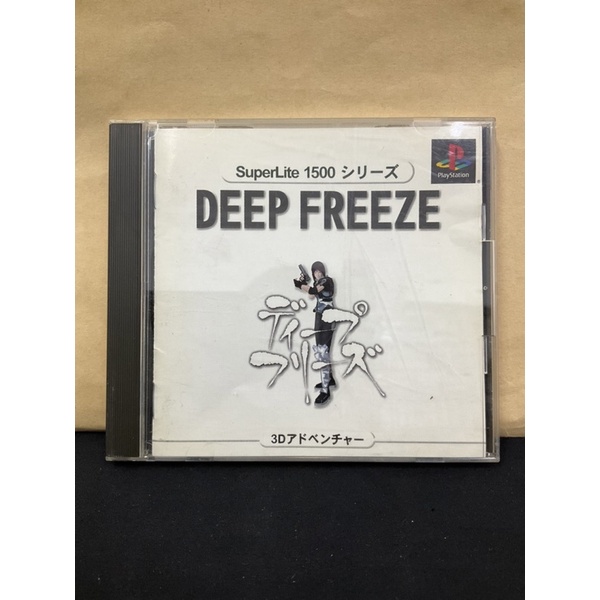 SuperLite 1500 シリーズ
PlayStation
DEEP FREEZE
ディープ
フリーズ
3Dアドベンチャー